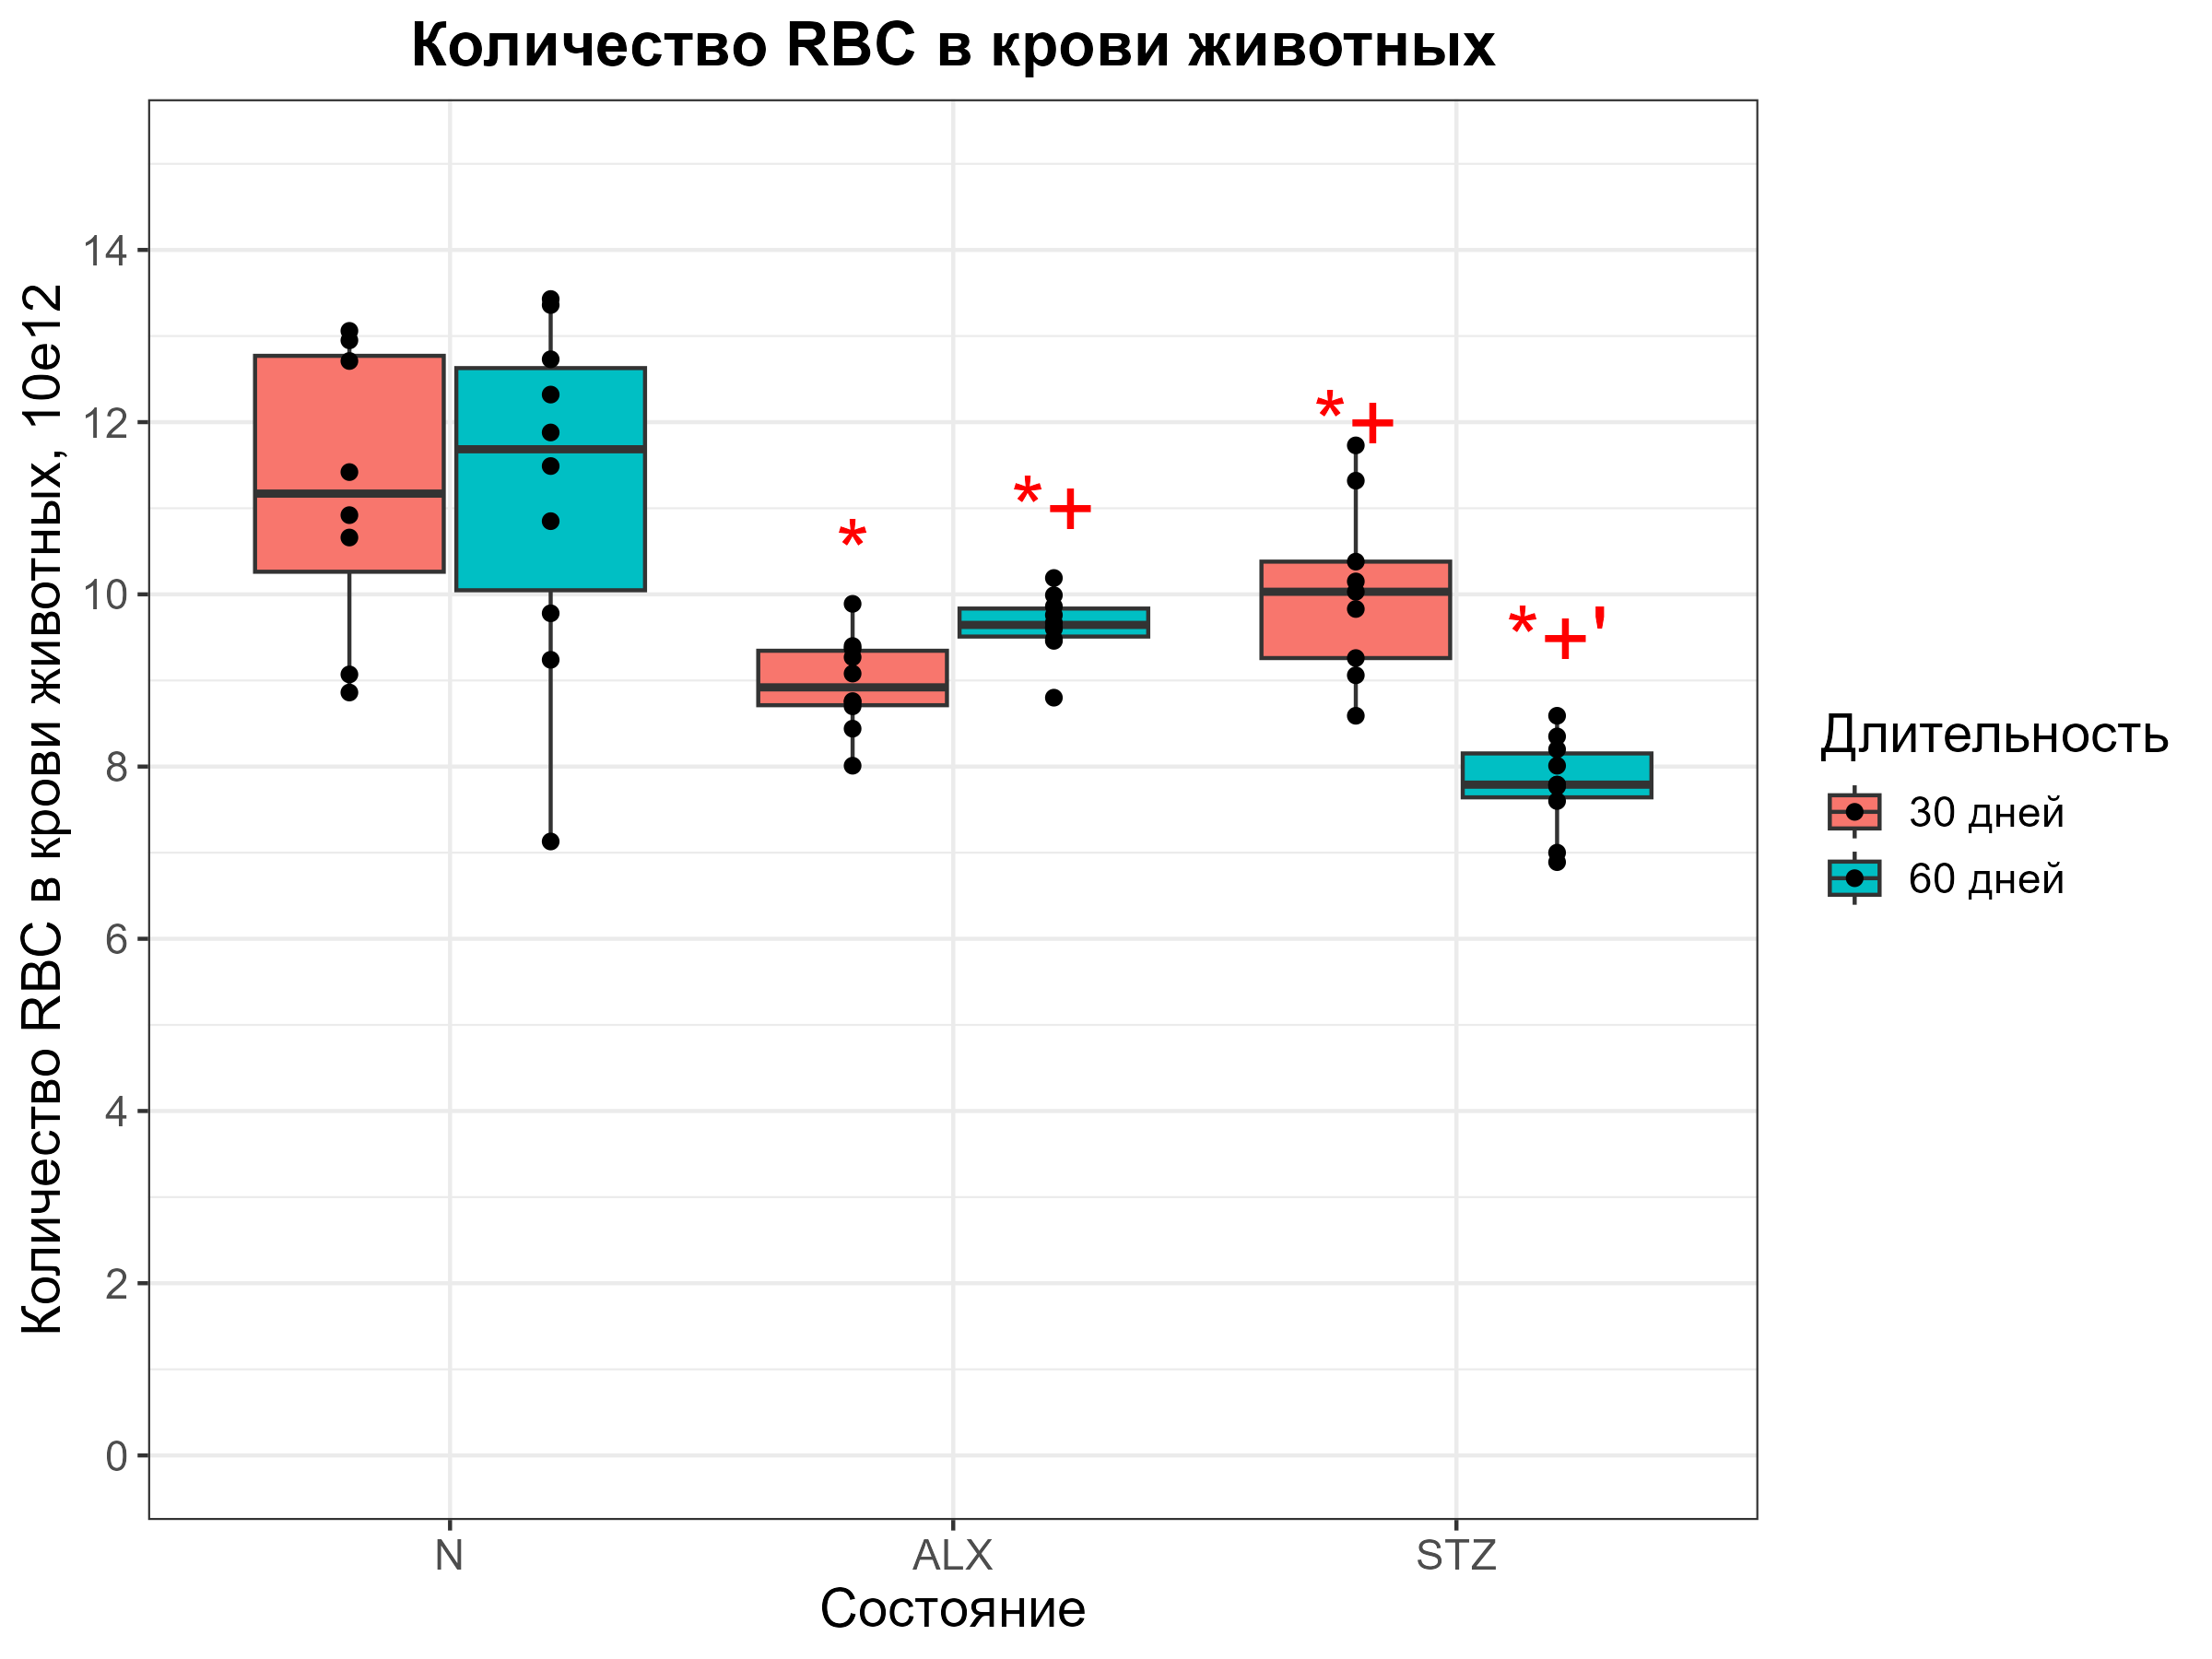 Количество RBC в крови животных
Количество RBC в крови животных, 10e12
14
12
10
8
6
4
2
0
*
*+
*+
*+'
N
ALX
STZ
Состояние
Длительность
30 дней
60 дней